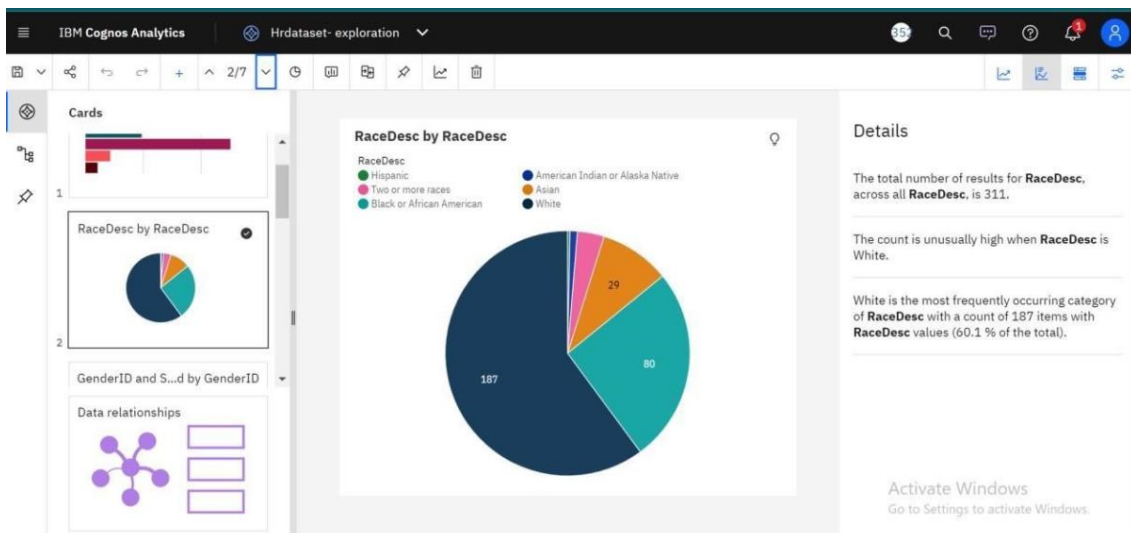 IBM Cognos Analytics
Hrdataset- exploration
352
1
2/7
Cards
1
RaceDesc by RaceDesc
2
GenderID and S...d by GenderID
Data relationships
RaceDesc by RaceDesc
RaceDesc
Hispanic
American Indian or Alaska Native
Two or more races
Asian
Black or African American
White
29
80
187
Details
The total number of results for RaceDesc,
across all RaceDesc, is 311.
The count is unusually high when RaceDesc is
White.
White is the most frequently occurring category
of RaceDesc with a count of 187 items with
RaceDesc values (60.1 % of the total).
Activate Windows
Go to Settings to activate Windows.